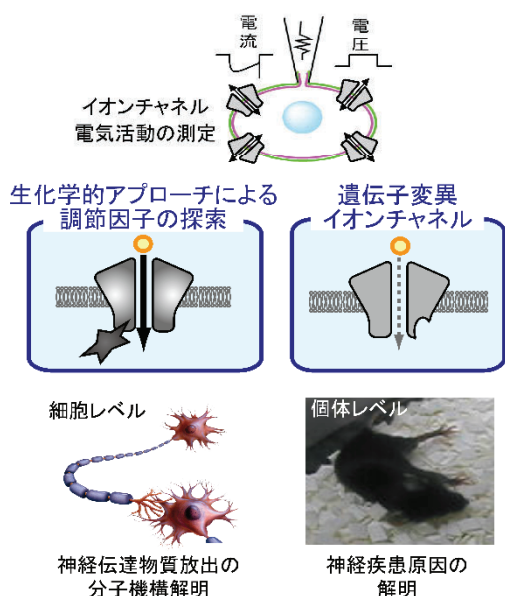 電流
電圧
イオンチャネル
電気活動の測定
生化学的アプローチによる
調節因子の探索
遺伝子変異
イオンチャネル
細胞レベル
個体レベル
神経伝達物質放出の
分子機構解明
神経疾患原因の
解明